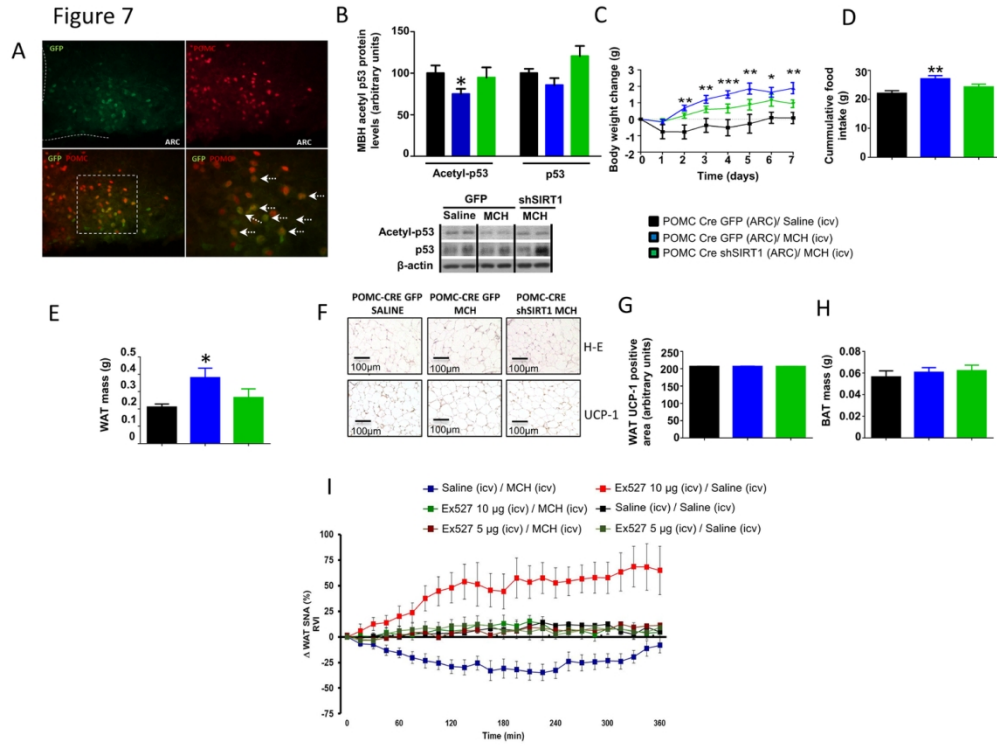 Figure 7
A
GFP
POMC
ARC
ARC
GFP POMC
GFP POMC
B
MBH acetyl p53 protein
levels (arbitrary units)
150
100
50
0
*
Acetyl-p53
p53
GFP
shSIRT1
Saline
MCH
MCH
Acetyl-p53
p53
β-actin
C
Body weight change (g)
3
2
1
0
-1
-2
** ** *** ** * **
0 1 2 3 4 5 6 7
Time (days)
D
Cummulative food
intake (g)
30
20
10
0
**
POMC Cre GFP (ARC)/ Saline (icv)
POMC Cre GFP (ARC)/ MCH (icv)
POMC Cre shSIRT1 (ARC)/ MCH (icv)
E
WAT mass (g)
0.5
0.4
0.3
0.2
0.1
0
*
F
POMC-CRE GFP
SALINE
POMC-CRE GFP
MCH
POMC-CRE
shSIRT1 MCH
H-E
100µm
100µm
100µm
UCP-1
100µm
100µm
100µm
G
WAT UCP-1 positive
area (arbitrary units)
200
150
100
50
0
H
BAT mass (g)
0.08
0.06
0.04
0.02
0.00
I
Saline (icv) / MCH (icv)
Ex527 10 µg (icv) / Saline (icv)
Ex527 10 µg (icv) / MCH (icv)
Saline (icv) / Saline (icv)
Ex527 5 µg (icv) / MCH (icv)
Ex527 5 µg (icv) / Saline (icv)
Δ WAT SNA (%)
RVI
100
75
50
25
0
-25
-50
-75
0 60 120 180 240 300 360
Time (min)